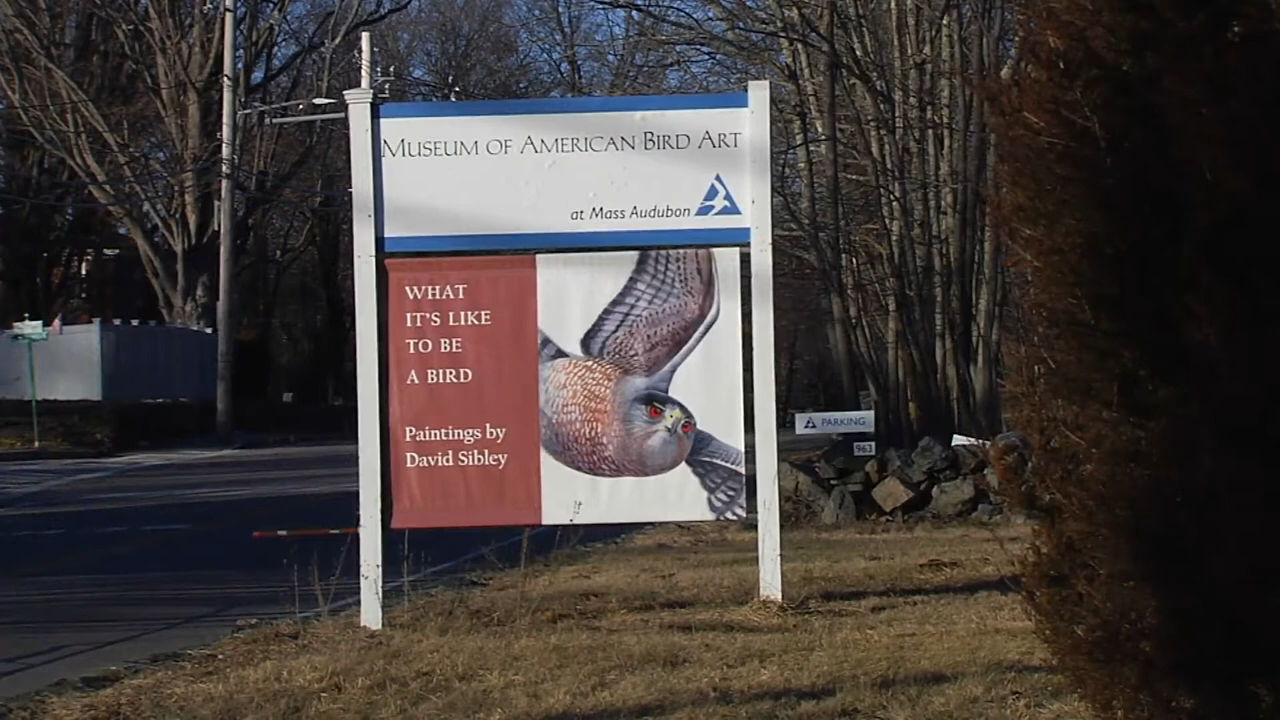 MUSEUM OF AMERICAN BIRD ART
at Mass Audubon
WHAT
IT'S LIKE
TO BE
A BIRD
Paintings by
David Sibley
PARKING
963